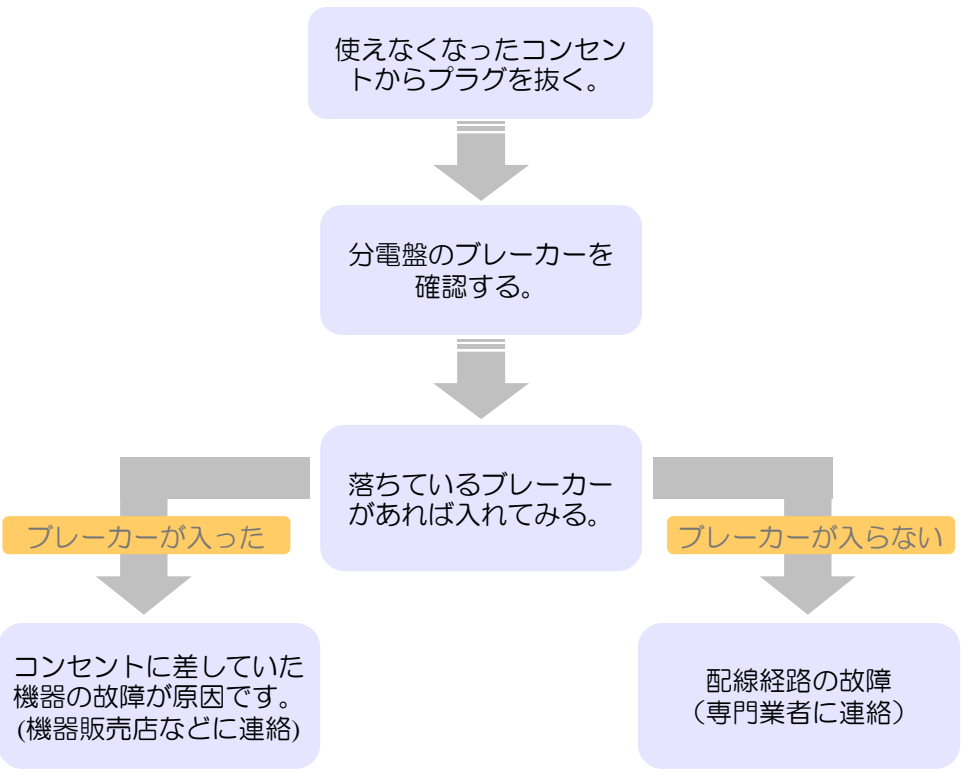 使えなくなったコンセン
トからプラグを抜く。
分電盤のブレーカーを
確認する。
落ちているブレーカー
があれば入れてみる。
ブレーカーが入った
ブレーカーが入らない
コンセントに差していた
機器の故障が原因です。
(機器販売店などに連絡)
配線経路の故障
（専門業者に連絡）